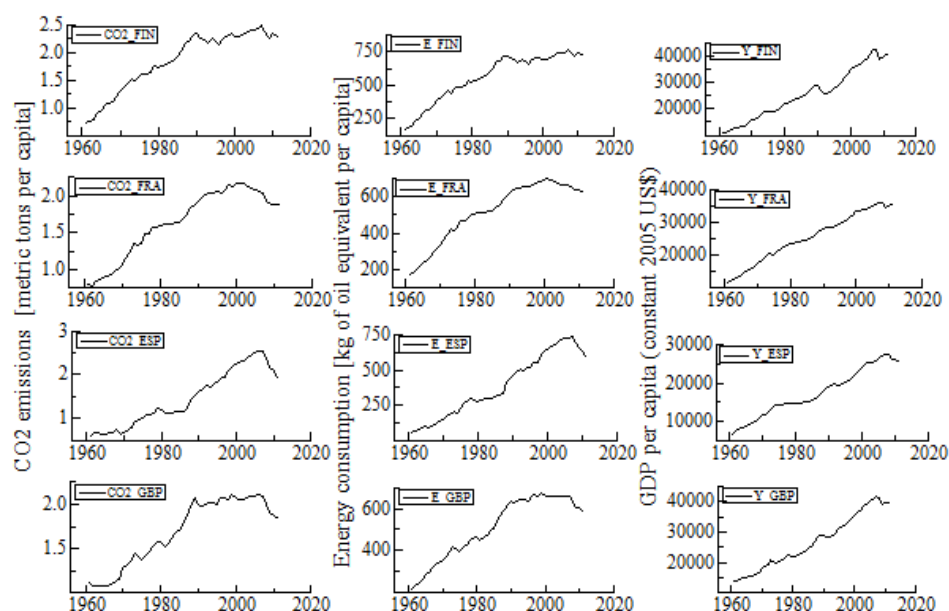 CO2 emissions [metric tons per capita]
Energy consumption [kg of oil equivalent per capita]
GDP per capita (constant 2005 US$)
CO2_FIN
2.5
2.0
1.5
1.0
1960 1980 2000 2020
E_FIN
750
500
250
1960 1980 2000 2020
Y_FIN
40000
30000
20000
1960 1980 2000 2020
CO2_FRA
2.0
1.5
1.0
1960 1980 2000 2020
E_FRA
600
400
200
1960 1980 2000 2020
Y_FRA
40000
30000
20000
1960 1980 2000 2020
CO2_ESP
3
2
1
1960 1980 2000 2020
E_ESP
750
500
250
1960 1980 2000 2020
Y_ESP
30000
20000
10000
1960 1980 2000 2020
CO2_GBP
2.0
1.5
1960 1980 2000 2020
E_GBP
600
400
1960 1980 2000 2020
Y_GBP
40000
30000
20000
1960 1980 2000 2020